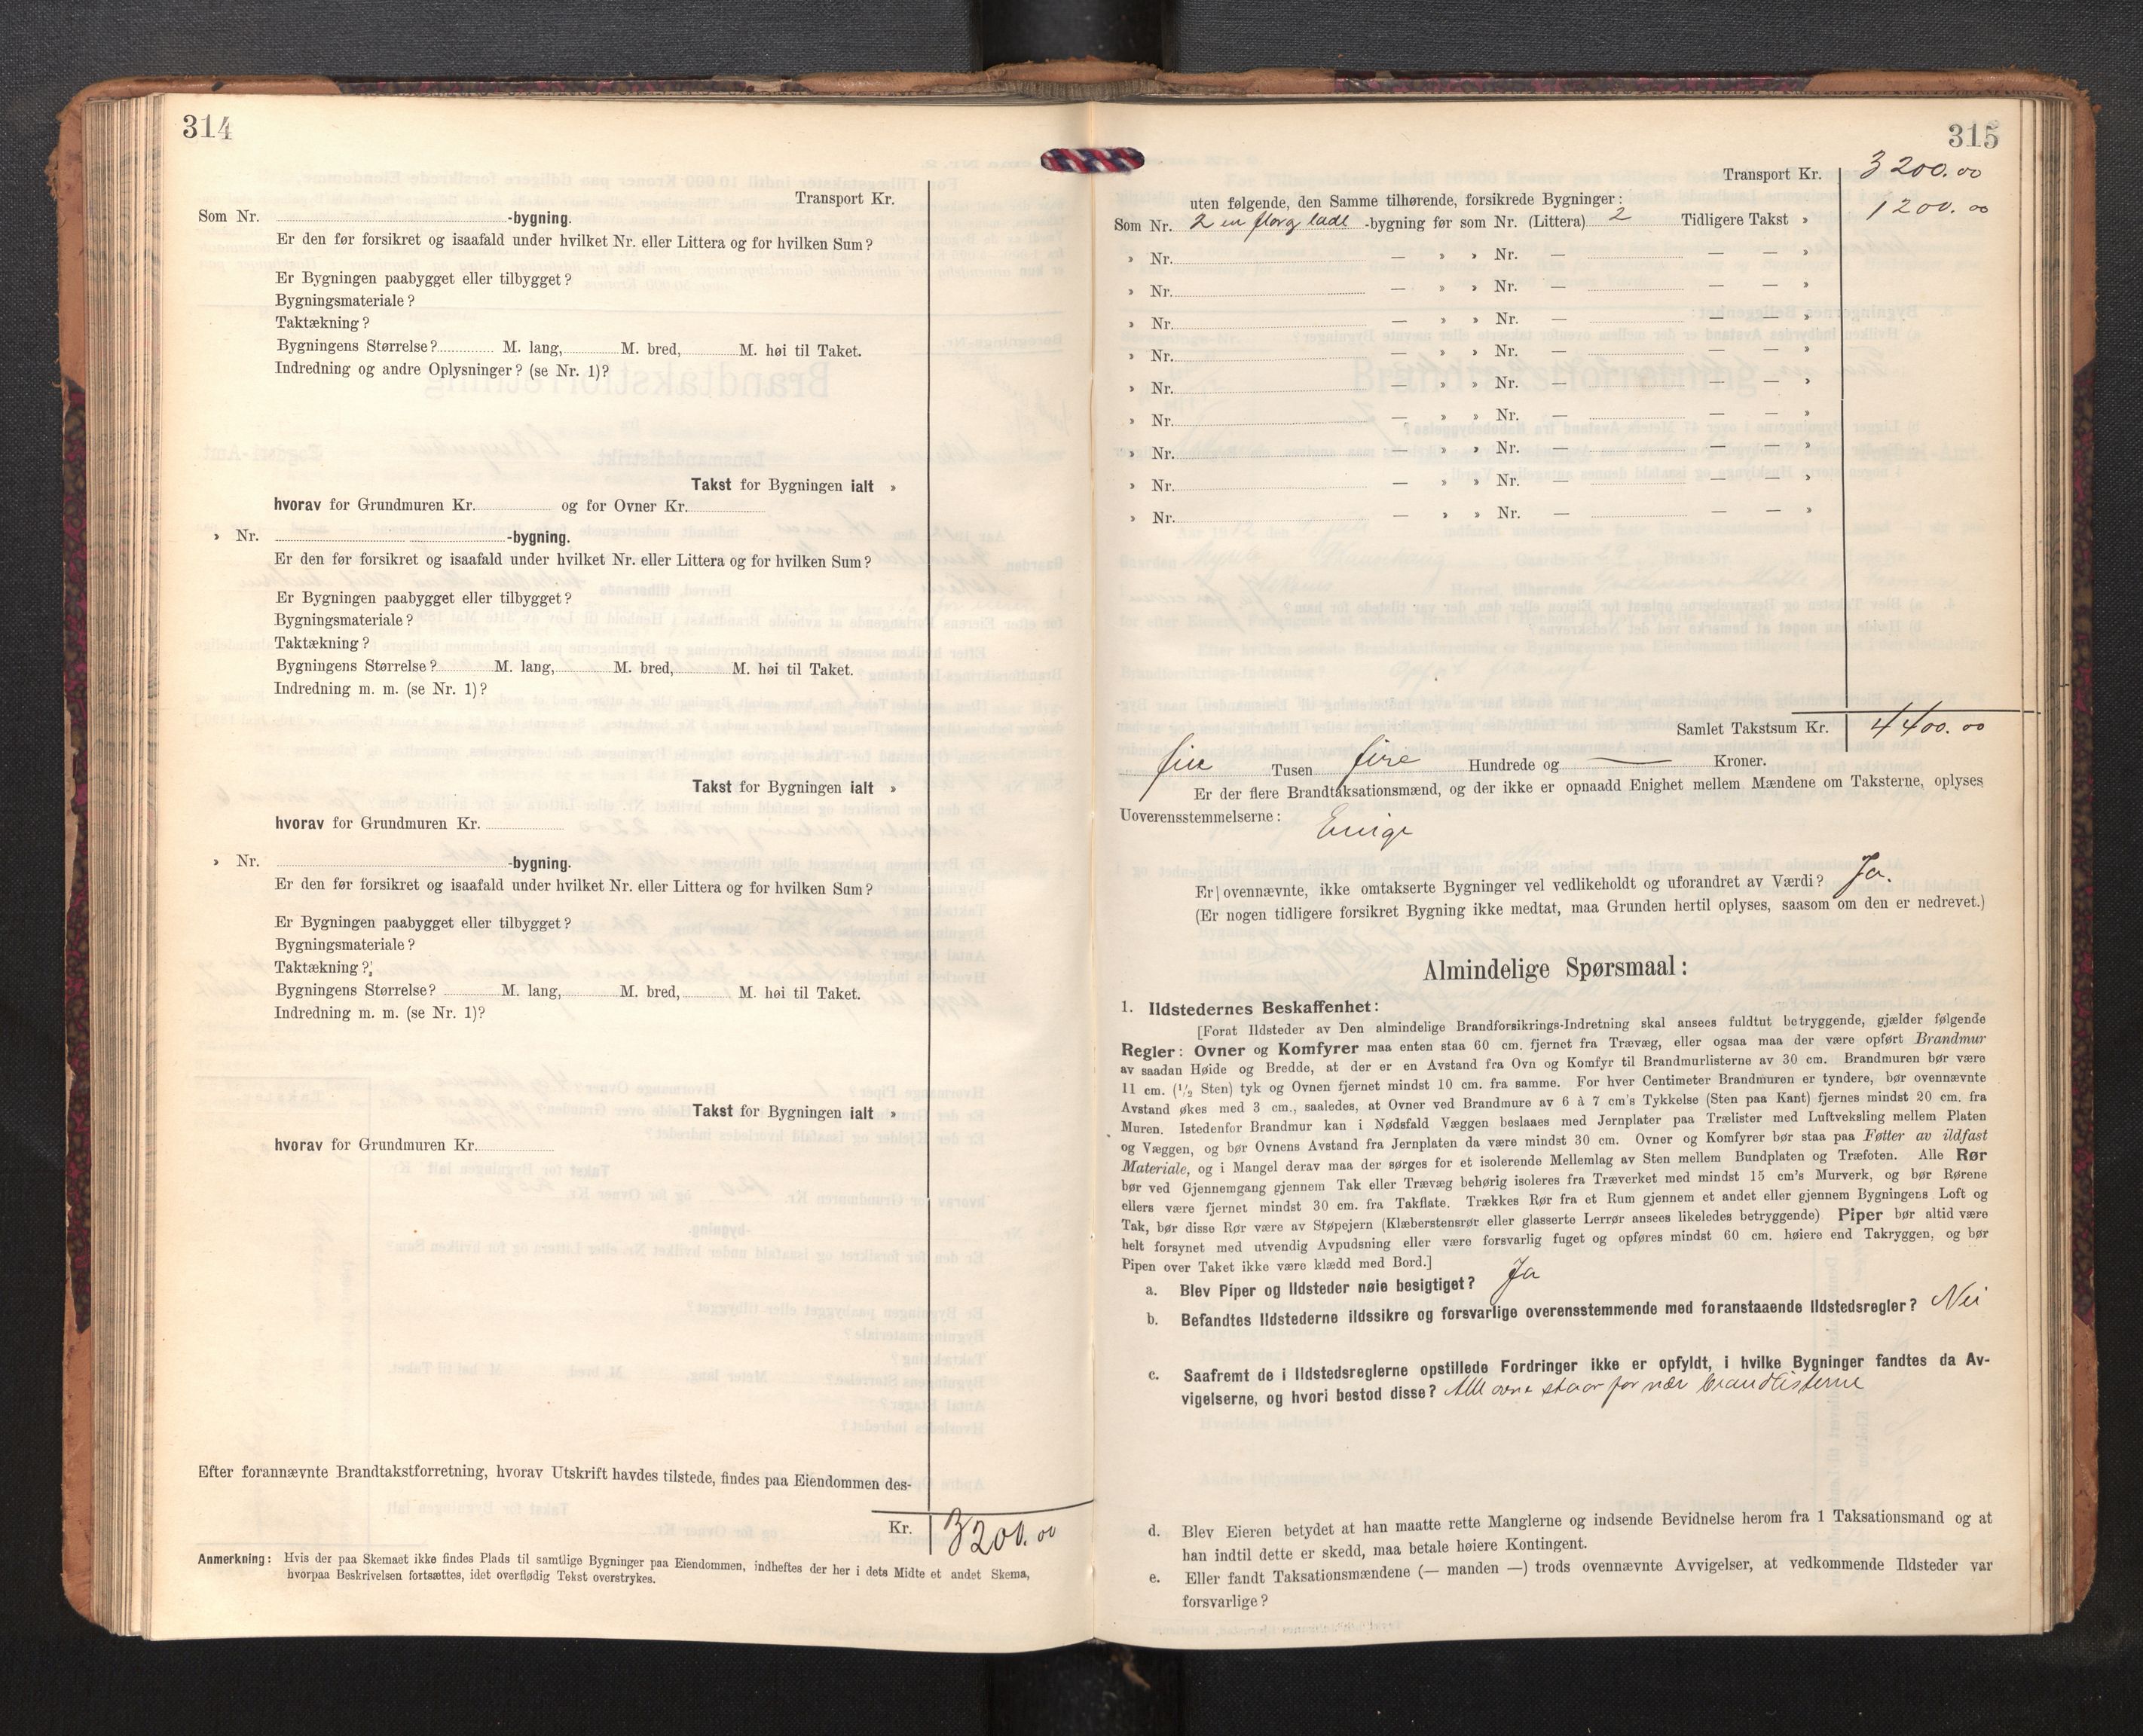 314
Transport Kr.
Som Nr. -bygning.
Er den før forsikret og isaafald under hvilket Nr. eller Littera og for hvilken Sum?
Er Bygningen paabygget eller tilbygget?
Bygningsmateriale?
Taktækning?
Bygningens Størrelse? M. lang, M. bred, M. høi til Taket.
Indredning og andre Oplysninger? (se Nr. 1)?
Takst for Bygningen ialt »
hvorav for Grundmuren Kr. og for Ovner Kr.
» Nr. -bygning.
Er den før forsikret og isaafald under hvilket Nr. eller Littera og for hvilken Sum?
Er Bygningen paabygget eller tilbygget?
Bygningsmateriale?
Taktækning?
Bygningens Størrelse? M. lang, M. bred, M. høi til Taket.
Indredning m. m. (se Nr. 1)?
Takst for Bygningen ialt »
hvorav for Grundmuren Kr.
» Nr. -bygning.
Er den før forsikret og isaafald under hvilket Nr. eller Littera og for hvilken Sum?
Er Bygningen paabygget eller tilbygget?
Bygningsmateriale?
Taktækning?
Bygningens Størrelse? M. lang, M. bred, M. høi til Taket.
Indredning m. m. (se Nr. 1)?
Takst for Bygningen ialt »
hvorav for Grundmuren Kr.
Efter forannævnte Brandtakstforretning, hvorav Utskrift havdes tilstede, findes paa Eiendommen des-
Kr. 3200.00
Anmerkning: Hvis der paa Skemaet ikke findes Plads til samtlige Bygninger paa Eiendommen, indheftes der her i dets Midte et andet Skema,
hvorpaa Beskrivelsen fortsættes, idet overflødig Tekst overstrykes.
315
Transport Kr. 3200.00
uten følgende, den Samme tilhørende, forsikrede Bygninger:
Som Nr. 2 en florg lade -bygning før som Nr. (Littera) 2 Tidligere Takst » 1200.00
» Nr. — » » Nr. — — — »
» Nr. — » » Nr. — — — »
» Nr. — » » Nr. — — — »
» Nr. — » » Nr. — — — »
» Nr. — » » Nr. — — — »
» Nr. — » » Nr. — — — »
» Nr. — » » Nr. — — — »
» Nr. — » » Nr. — — — »
» Nr. — » » Nr. — — — »
Samlet Takstsum Kr. 4400.00
fire Tusen fire Hundrede og — Kroner.
Er der flere Brandtaksationsmænd, og der ikke er opnaadd Enighet mellem Mændene om Taksterne, oplyses
Uoverensstemmelserne: Enige
Er ovennævnte, ikke omtakserte Bygninger vel vedlikeholdt og uforandret av Værdi? Ja.
(Er nogen tidligere forsikret Bygning ikke medtat, maa Grunden hertil oplyses, saasom om den er nedrevet.)
Almindelige Spørsmaal:
1. Ildstedernes Beskaffenhet:
[Forat Ildsteder av Den almindelige Brandforsikrings-Indretning skal ansees fuldtut betryggende, gjælder følgende
Regler: Ovner og Komfyrer maa enten staa 60 cm. fjernet fra Trævæg, eller ogsaa maa der være opført Brandmur
av saadan Høide og Bredde, at der er en Avstand fra Ovn og Komfyr til Brandmurlisterne av 30 cm. Brandmuren bør være
11 cm. (1/2 Sten) tyk og Ovnen fjernet mindst 10 cm. fra samme. For hver Centimeter Brandmuren er tyndere, bør ovennævnte
Avstand økes med 3 cm., saaledes, at Ovner ved Brandmure av 6 à 7 cm's Tykkelse (Sten paa Kant) fjernes mindst 20 cm. fra
Muren. Istedenfor Brandmur kan i Nødsfald Væggen beslaaes med Jernplater paa Trælister med Luftveksling mellem Platen
og Væggen, og bør Ovnens Avstand fra Jernplaten da være mindst 30 cm. Ovner og Komfyrer bør staa paa Føtter av ildfast
Materiale, og i Mangel derav maa der sørges for et isolerende Mellemlag av Sten mellem Bundplaten og Træfoten. Alle Rør
bør ved Gjennemgang gjennem Tak eller Trævæg behørig isoleres fra Træverket med mindst 15 cm's Murverk, og bør Rørene
ellers være fjernet mindst 30 cm. fra Takflate. Trækkes Rør fra et Rum gjennem et andet eller gjennem Bygningens Loft og
Tak, bør disse Rør være av Støpejern (Klæberstensrør eller glasserte Lerrør ansees likeledes betryggende) Piper bør altid være
helt forsynet med utvendig Avpudsning eller være forsvarlig fuget og opføres mindst 60 cm. høiere end Takryggen, og bør
Pipen over Taket ikke være klædd med Bord.]
a. Blev Piper og Ildsteder nøie besigtiget? Ja
b. Befandtes Ildstederne ildssikre og forsvarlige overensstemmende med foranstaaende Ildstedsregler? Nei
c. Saafremt de i Ildstedsreglerne opstillede Fordringer ikke er opfyldt, i hvilke Bygninger fandtes da Av-
vigelserne, og hvori bestod disse? Alle ovne staar for nær brandlisterne
d. Blev Eieren betydet at han maatte rette Manglerne og indsende Bevidnelse herom fra 1 Taksationsmand og at
han indtil dette er skedd, maa betale høiere Kontingent.
e. Eller fandt Taksationsmændene (— manden —) trods ovennævnte Avvigelser, at vedkommende Ildsteder var
forsvarlige?